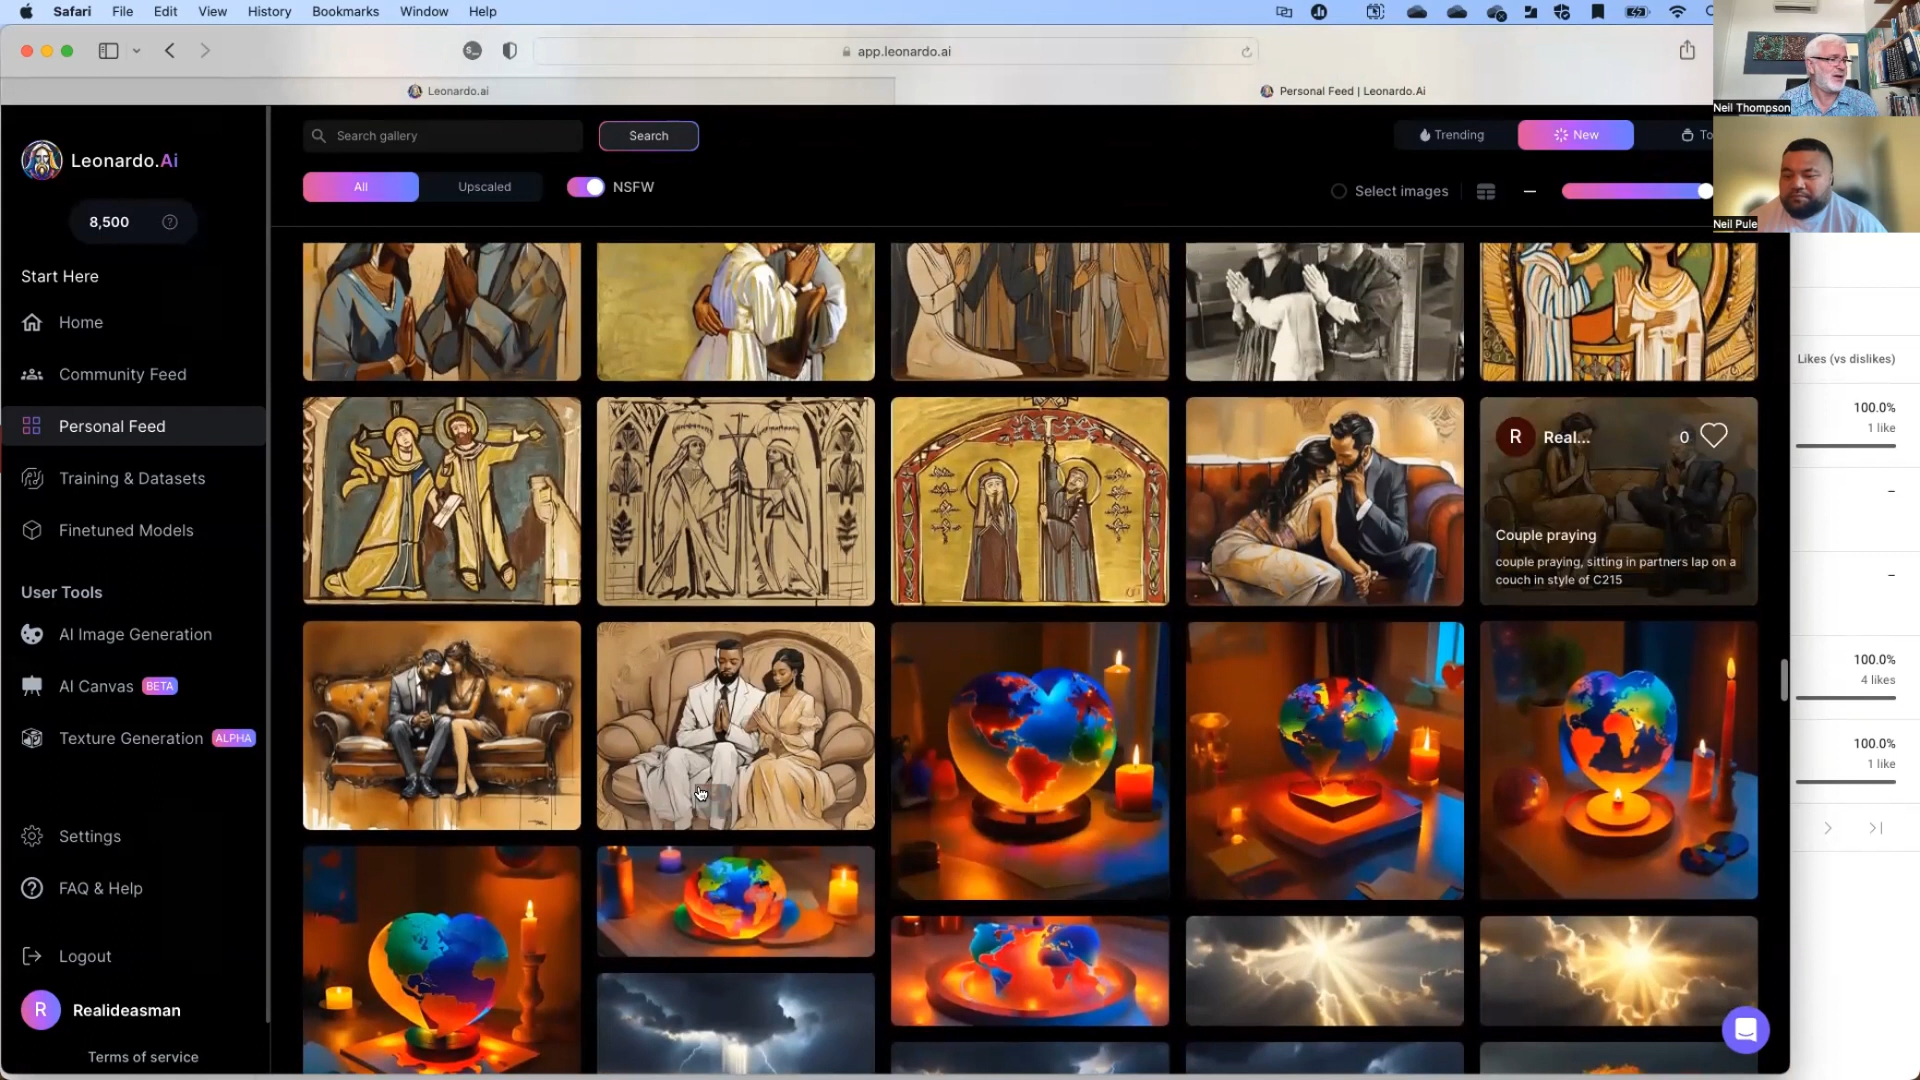 Safari File Edit View History Bookmarks Window Help
app.leonardo.ai
Leonardo.ai
Personal Feed | Leonardo.Ai
Neil Thompson
Neil Pule
Leonardo.Ai
8,500
Start Here
Home
Community Feed
Personal Feed
Training & Datasets
Finetuned Models
User Tools
AI Image Generation
AI Canvas BETA
Texture Generation ALPHA
Settings
FAQ & Help
Logout
R Realideasman
Terms of service
Search gallery
Search
Trending
New
To
All
Upscaled
NSFW
Select images
R Real...
0
Couple praying
couple praying, sitting in partners lap on a
couch in style of C215
Likes (vs dislikes)
100.0%
1 like
–
–
100.0%
4 likes
100.0%
1 like